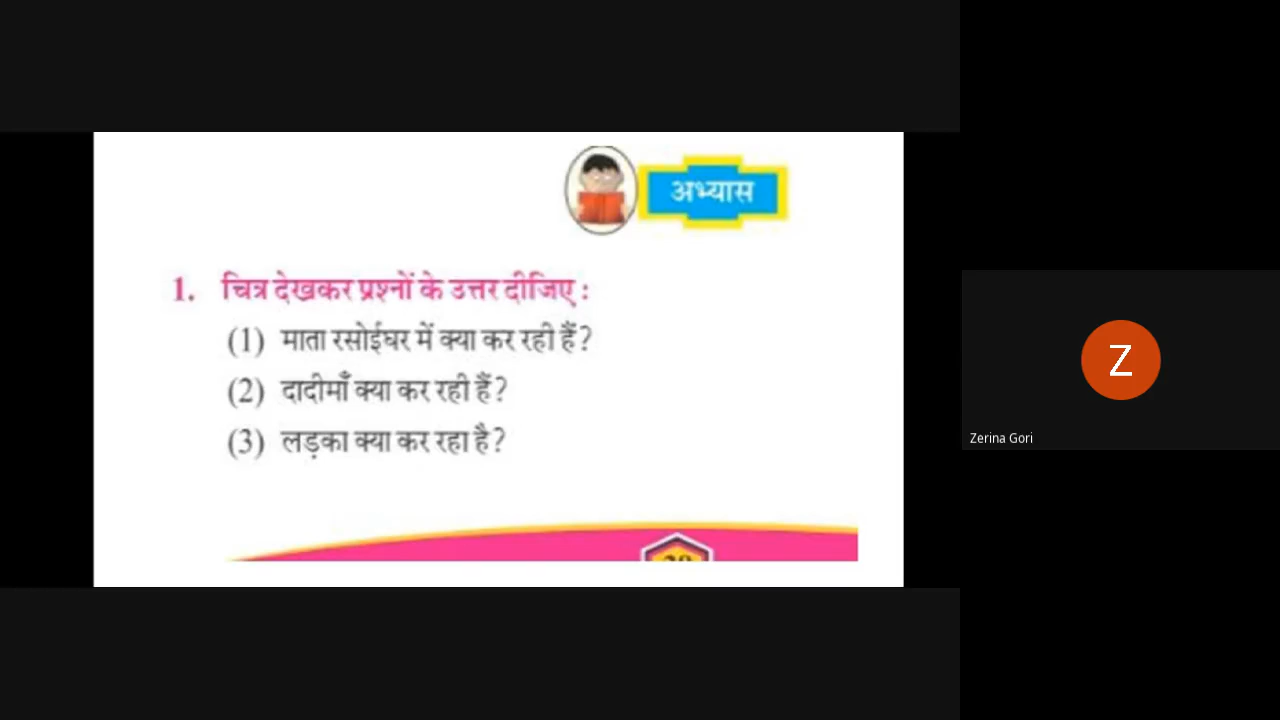 अभ्यास
1. चित्र देखकर प्रश्नों के उत्तर दीजिए :
(1) माता रसोईघर में क्या कर रही हैं?
(2) दादीमाँ क्या कर रही हैं?
(3) लड़का क्या कर रहा है?
Z
Zerina Gori